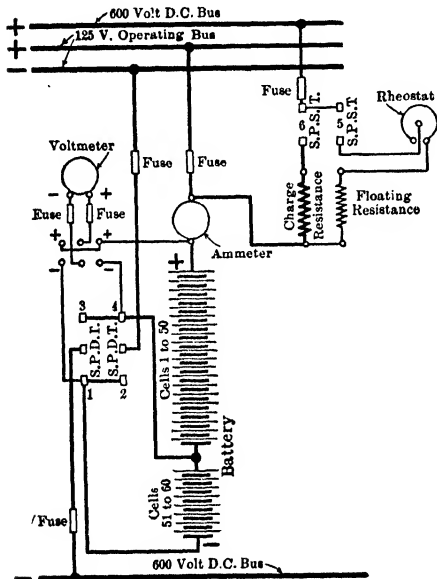 600 Volt D.C. Bus
+
125 V. Operating Bus
+
−
Fuse
6
S.P.S.T.
5
S.P.S.T
Rheostat
Voltmeter
Fuse
Fuse
− +
Fuse Fuse
+ +
− −
Ammeter
Charge
Resistance
Floating
Resistance
+
3 4
S.P.D.T.
S.P.D.T.
1 2
Cells 1 to 50
Battery
Cells
51 to 60
−
Fuse
600 Volt D.C. Bus
−